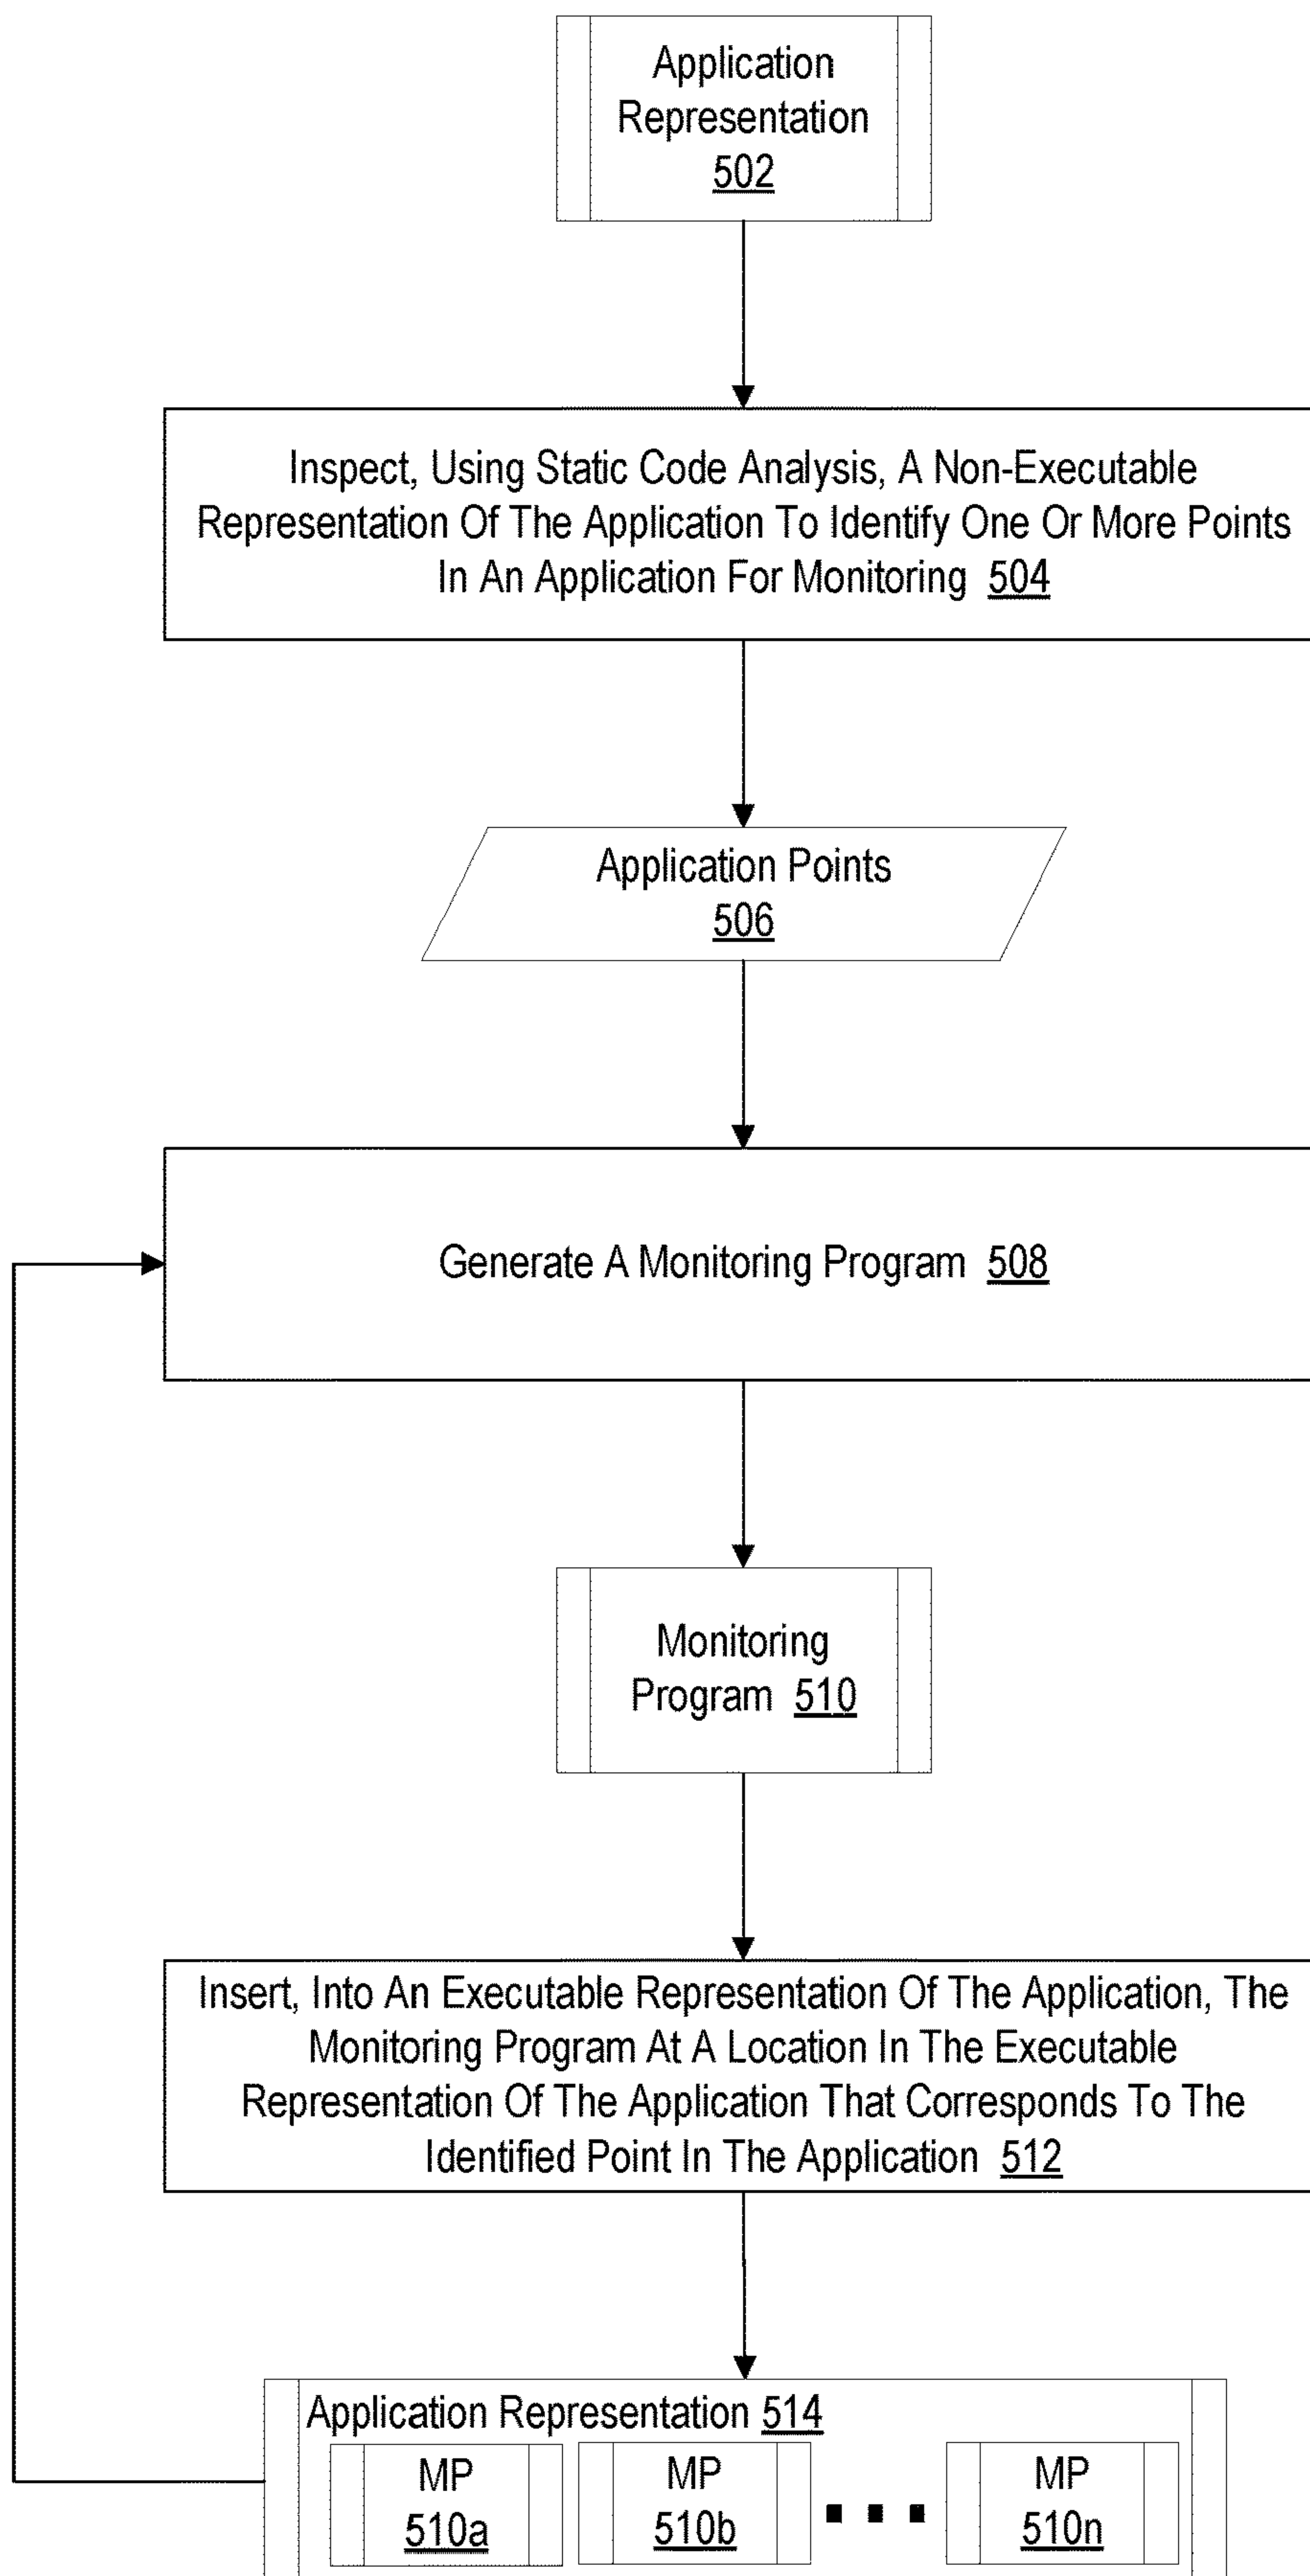 Application
Representation
502
Inspect, Using Static Code Analysis, A Non-Executable
Representation Of The Application To Identify One Or More Points
In An Application For Monitoring 504
Application Points
506
Generate A Monitoring Program 508
Monitoring
Program 510
Insert, Into An Executable Representation Of The Application, The
Monitoring Program At A Location In The Executable
Representation Of The Application That Corresponds To The
Identified Point In The Application 512
Application Representation 514
MP
510a
MP
510b
MP
510n